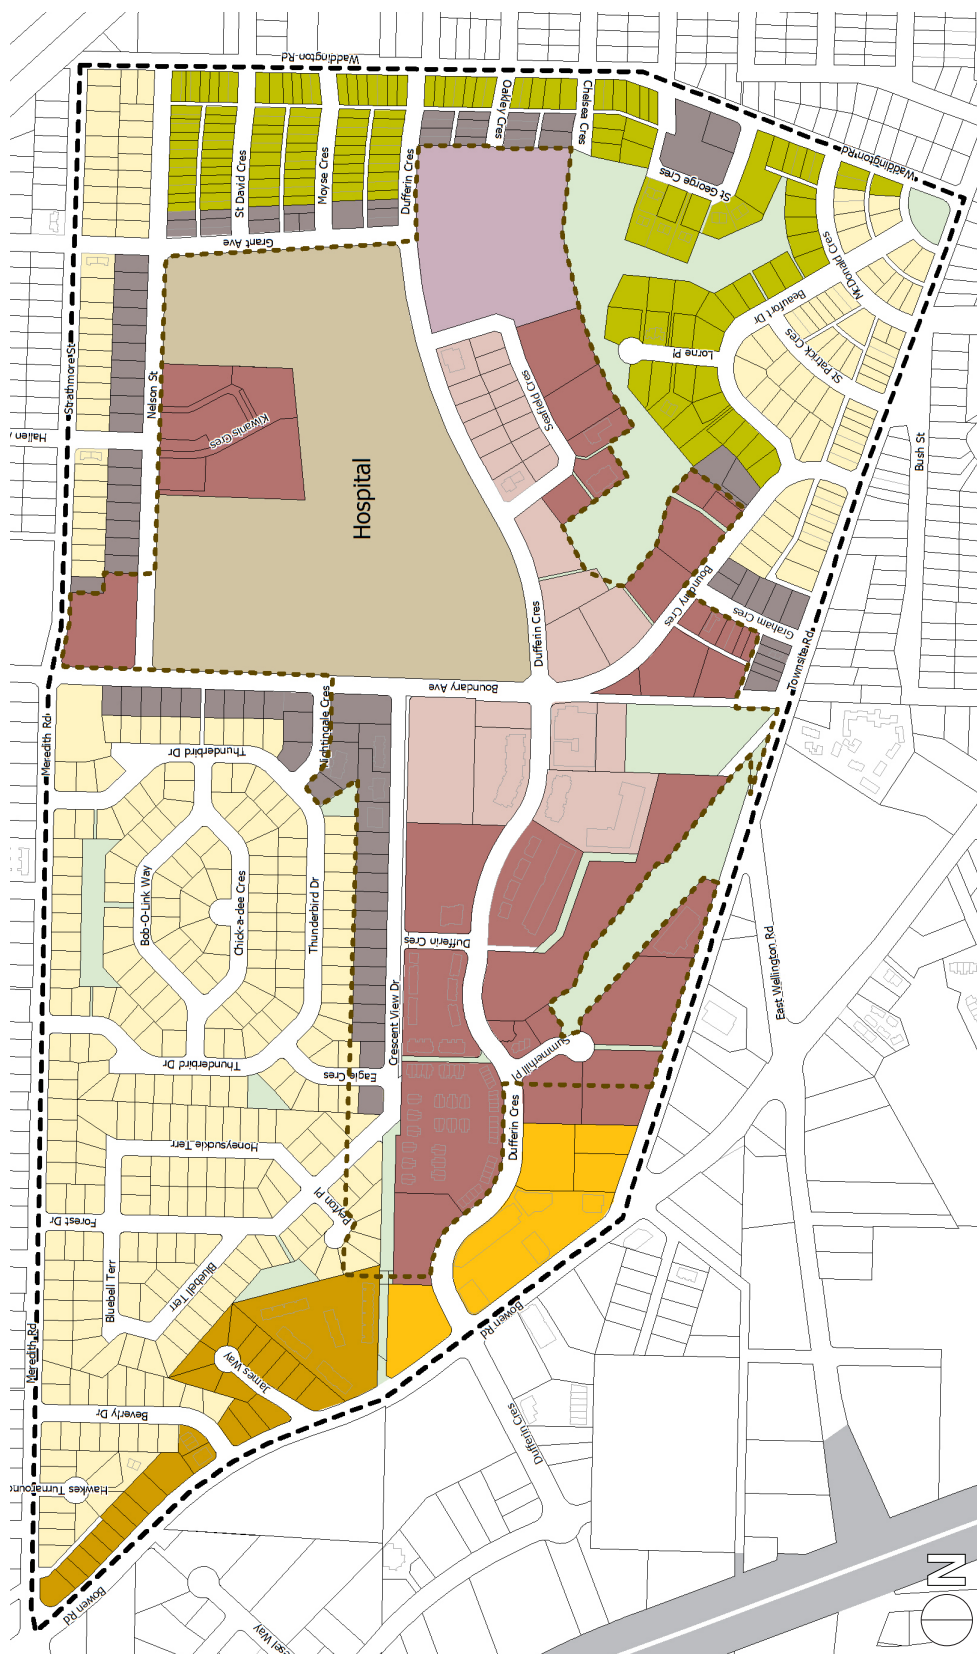 Waddington Rd
Oakley Cres
Chelsea Cres
St David Cres
Moyse Cres
Dufferin Cres
Waddington Rd
St George Cres
Grant Ave
McDonald Cres
Beaufort Dr
St Patrick Cres
Lorne Pl
Strathmore St
Nelson St
Seafield Cres
Kiwanis Cres
Bush St
Hospital
Boundary Cres
Graham Cres
Dufferin Cres
Townsite Rd
Boundary Ave
Nightingale Cres
Meredith Rd
Thunderbird Dr
Bob-O-Link Way
Chick-a-dee Cres
Thunderbird Dr
Dufferin Cres
East Wellington Rd
Crescent View Dr
Summerhill Pl
Thunderbird Dr
Eagle Cres
Dufferin Cres
Honeysuckle Terr
Peyton Pl
Forest Dr
Bluebell Terr
Bluebell Terr
Bowen Rd
Meredith Rd
James Way
Beverly Dr
Dufferin Cres
Bowen Rd
N